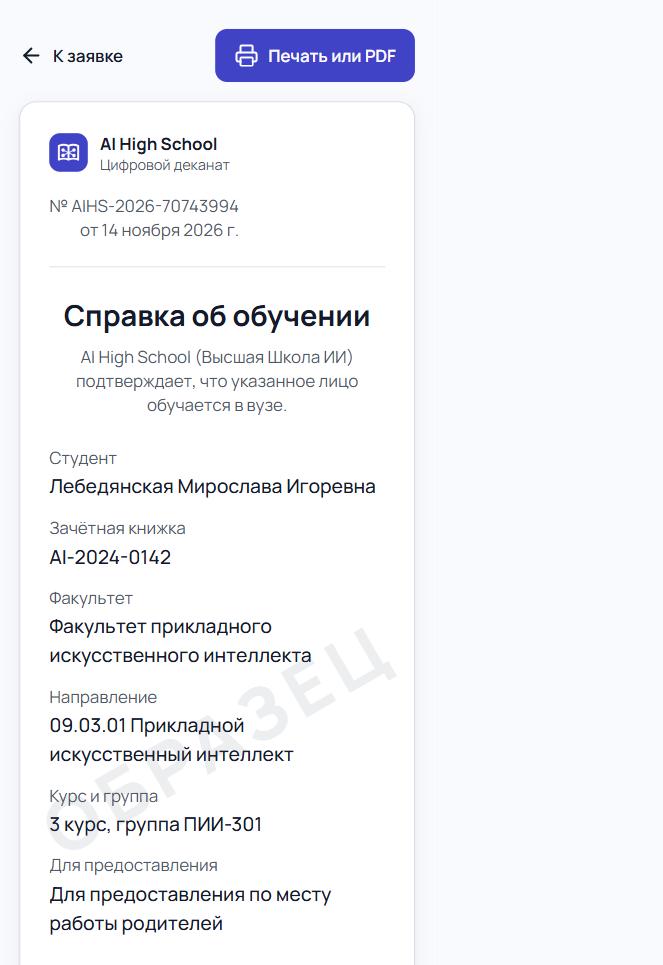 К заявке
Печать или PDF
AI High School
Цифровой деканат
№ AIHS-2026-70743994
от 14 ноября 2026 г.
Справка об обучении
AI High School (Высшая Школа ИИ)
подтверждает, что указанное лицо
обучается в вузе.
Студент
Лебедянская Мирослава Игоревна
Зачётная книжка
AI-2024-0142
Факультет
Факультет прикладного
искусственного интеллекта
Направление
09.03.01 Прикладной
искусственный интеллект
Курс и группа
3 курс, группа ПИИ-301
Для предоставления
Для предоставления по месту
работы родителей
ОБРАЗЕЦ